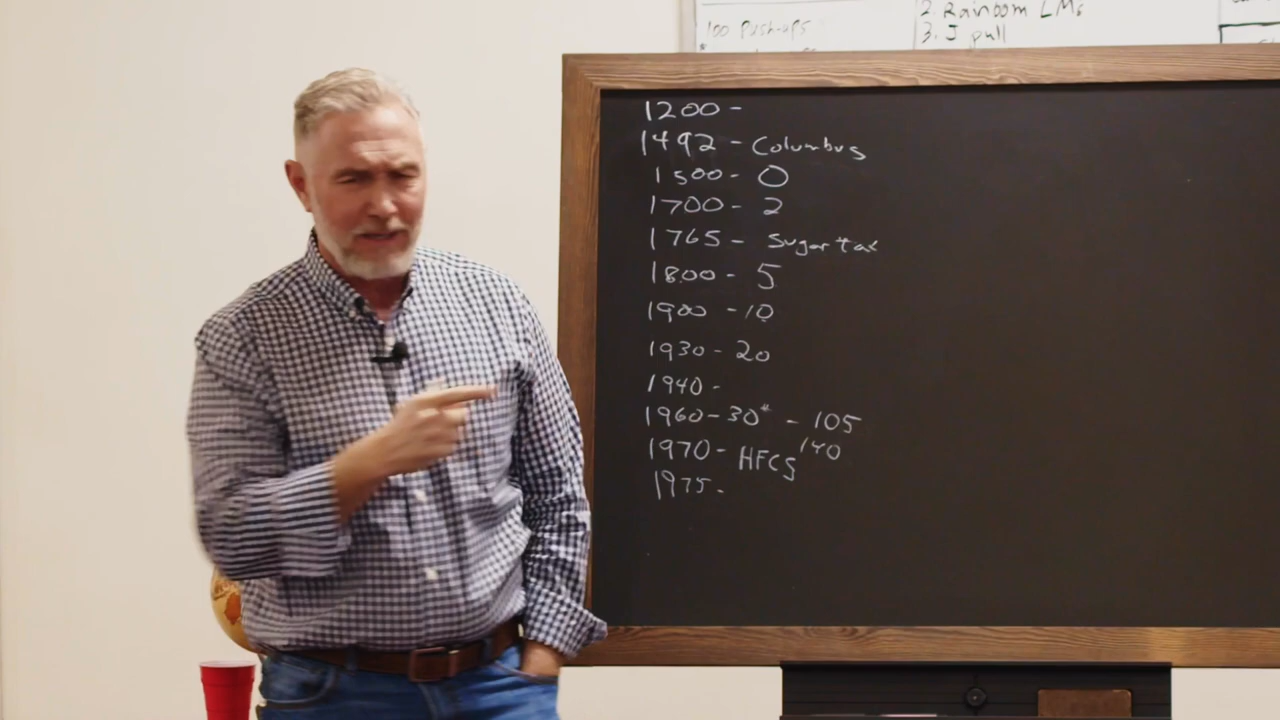 100 Push-ups
2. Rainbom LMs
3. J pull
1200 -
1492 - Columbus
1500 - 0
1700 - 2
1765 - Sugar tax
1800 - 5
1900 - 10
1930 - 20
1940 -
1960 - 30* - 105
1970 - HFCS 140
1975 -